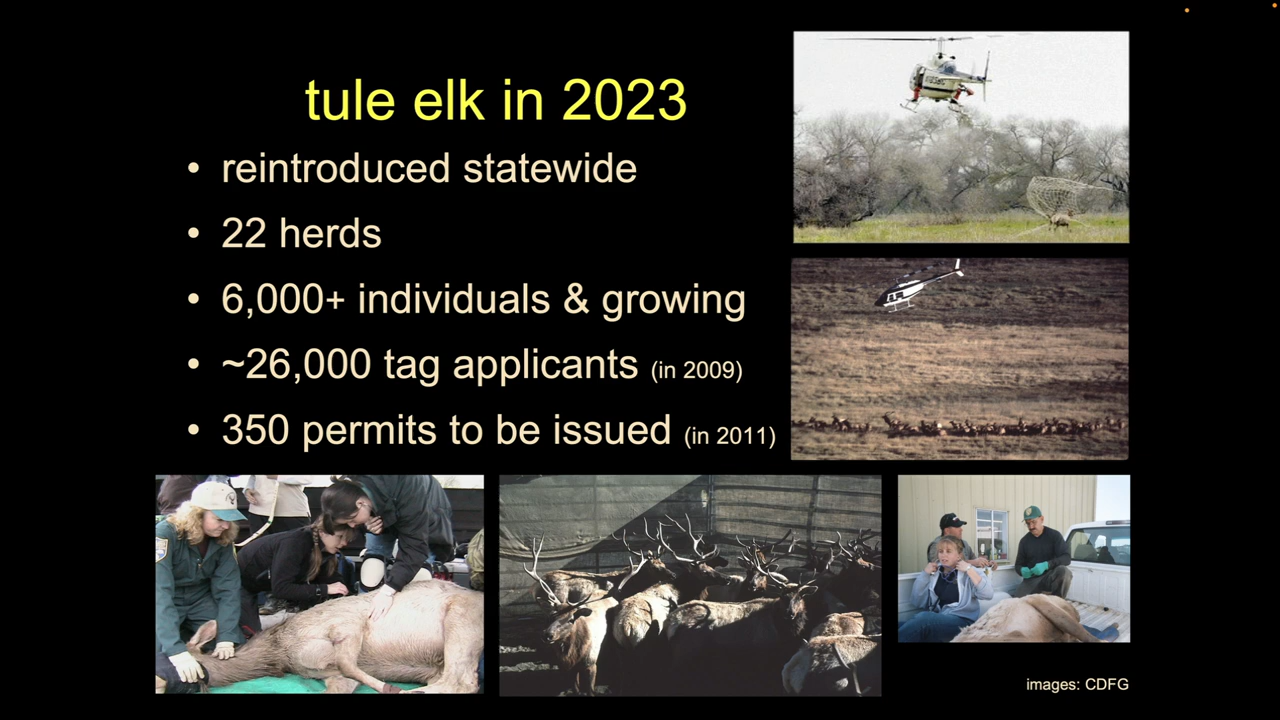 tule elk in 2023
• reintroduced statewide
• 22 herds
• 6,000+ individuals & growing
• ~26,000 tag applicants (in 2009)
• 350 permits to be issued (in 2011)
images: CDFG